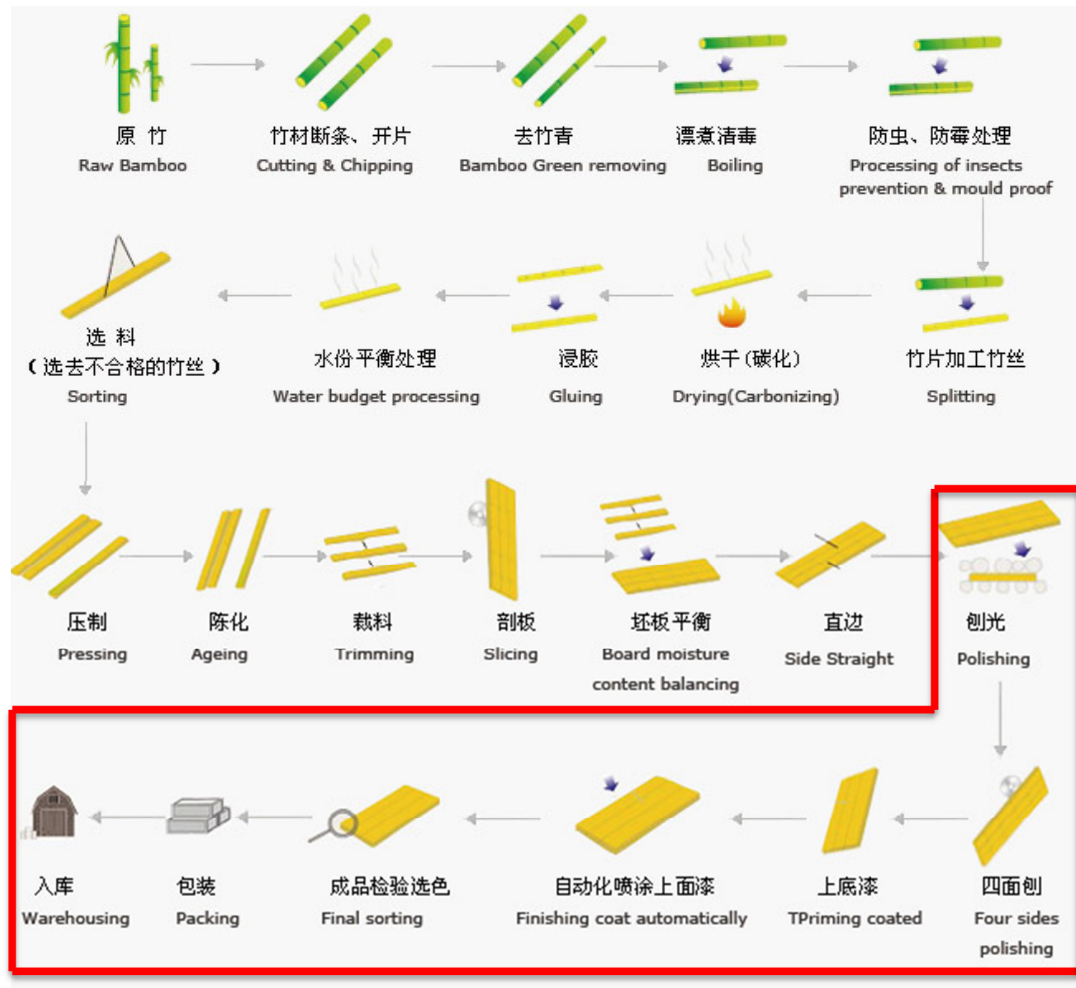 原 竹
Raw Bamboo
竹材断条、开片
Cutting & Chipping
去竹青
Bamboo Green removing
漂煮清毒
Boiling
防虫、防霉处理
Processing of insects
prevention & mould proof
竹片加工竹丝
Splitting
烘干(碳化)
Drying(Carbonizing)
浸胶
Gluing
水份平衡处理
Water budget processing
选 料
(选去不合格的竹丝)
Sorting
压制
Pressing
陈化
Ageing
裁料
Trimming
剖板
Slicing
坯板平衡
Board moisture
content balancing
直边
Side Straight
刨光
Polishing
四面刨
Four sides
polishing
上底漆
TPriming coated
自动化喷涂上面漆
Finishing coat automatically
成品检验选色
Final sorting
包装
Packing
入库
Warehousing